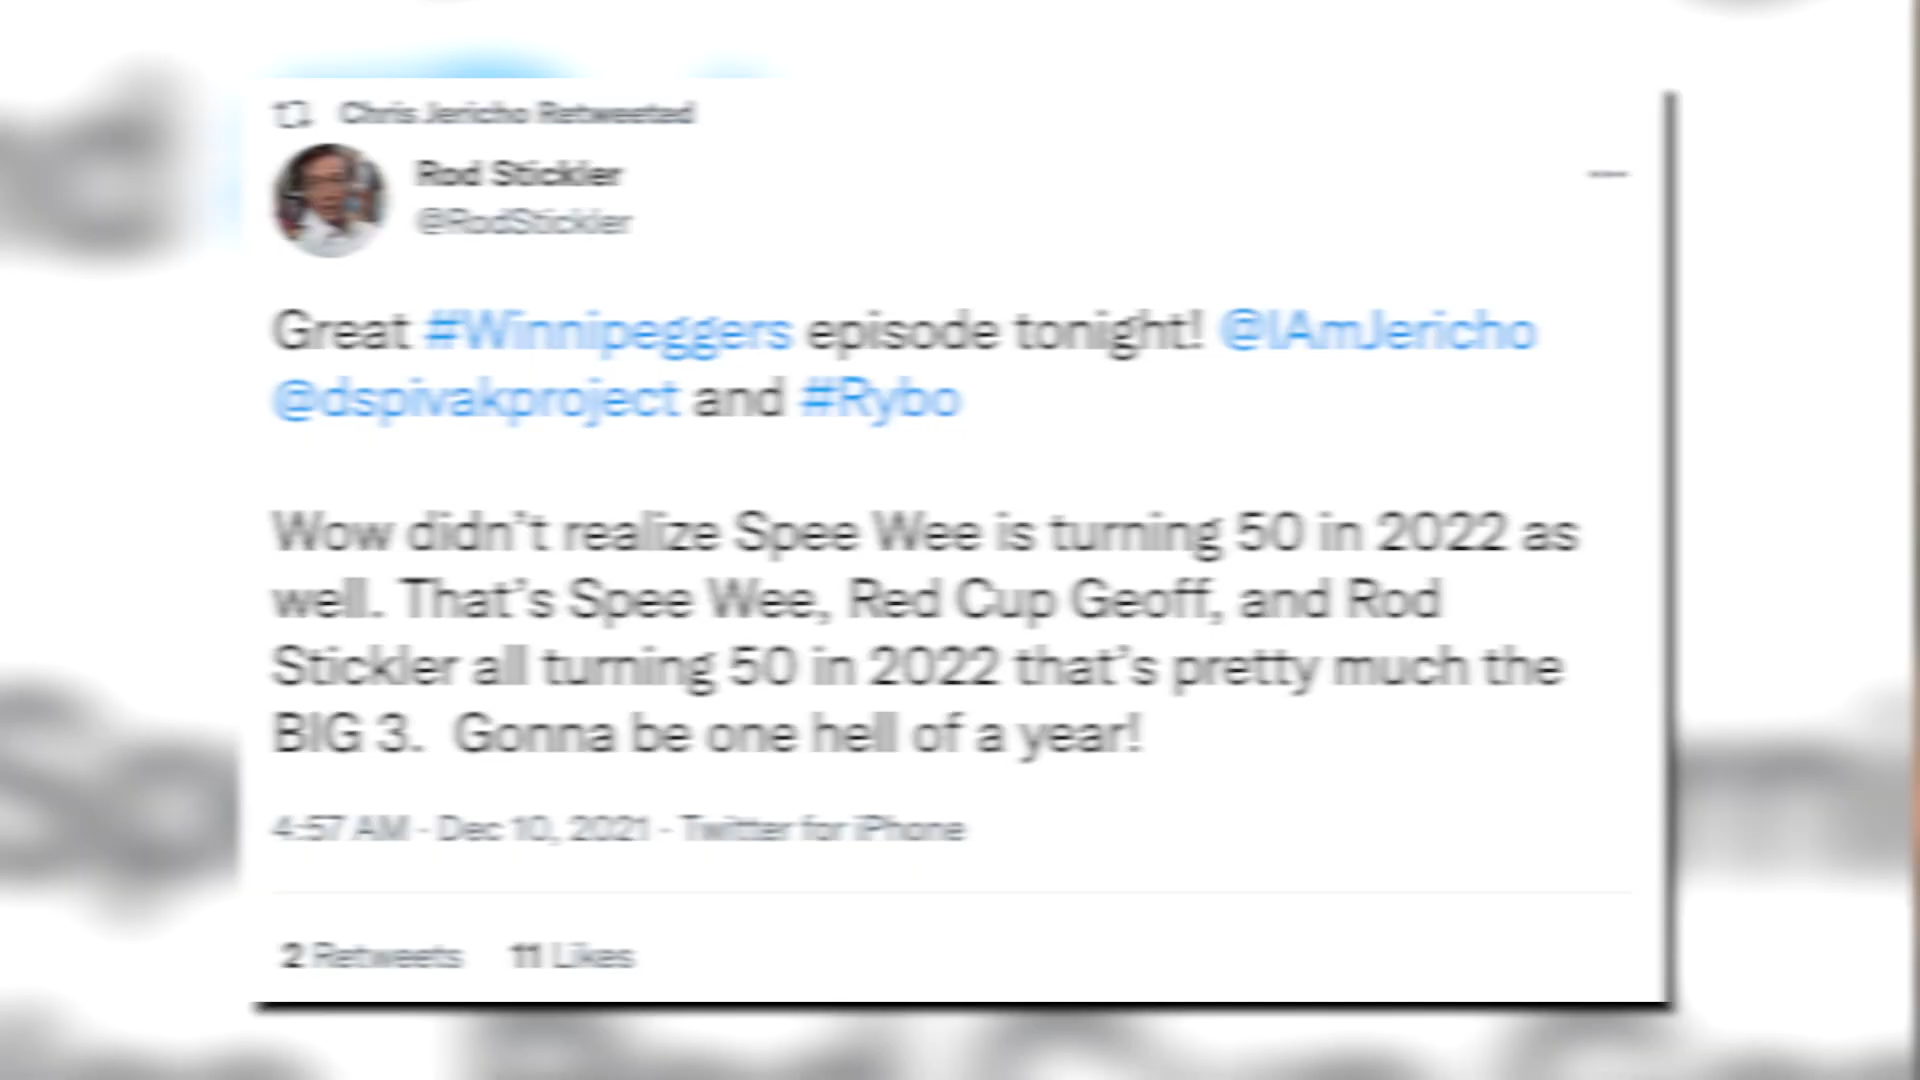 Chris Jericho Retweeted
Rod Stickler
@RodStickler
Great #Winnipeggers episode tonight! @IAmJericho
@dspivakproject and #Rybo
Wow didn't realize Spee Wee is turning 50 in 2022 as
well. That's Spee Wee, Red Cup Geoff, and Rod
Stickler all turning 50 in 2022 that's pretty much the
BIG 3.  Gonna be one hell of a year!
4:57 AM · Dec 10, 2021 · Twitter for iPhone
2 Retweets 11 Likes